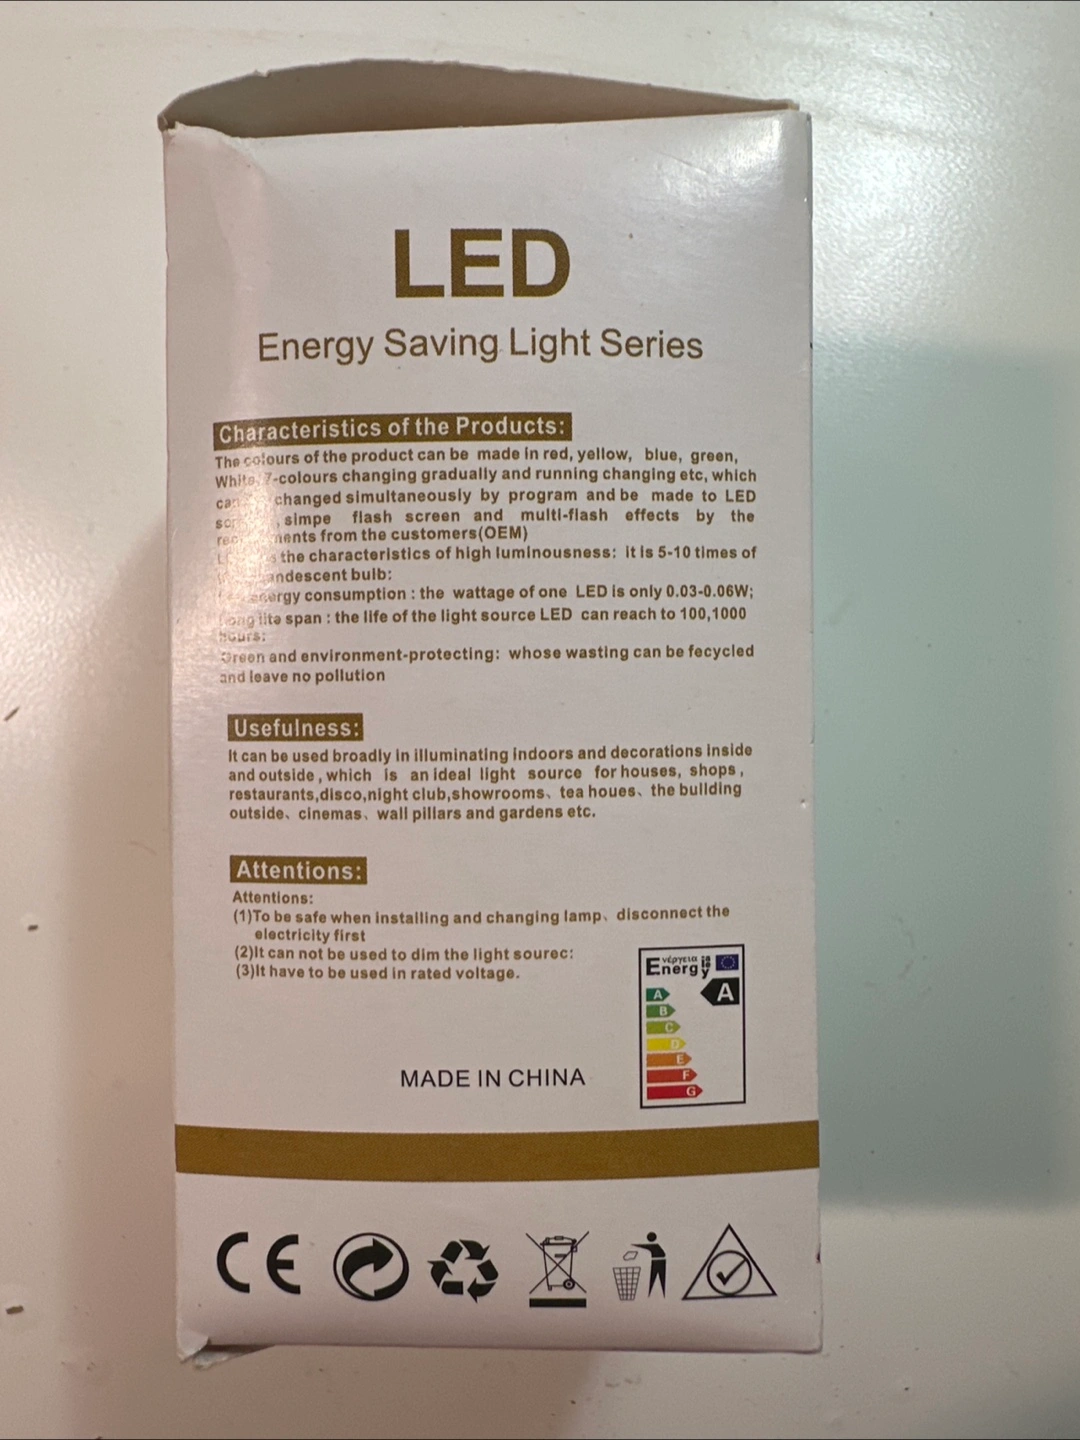 LED
Energy Saving Light Series
Characteristics of the Products:
The colours of the product can be made in red, yellow, blue, green,
White, 7-colours changing gradually and running changing etc, which
changed simultaneously by program and be made to LED
simpe flash screen and multi-flash effects by the
from the customers(OEM)
the characteristics of high luminousness: it is 5-10 times of
bulb:
consumption : the wattage of one LED is only 0.03-0.06W;
span : the life of the light source LED can reach to 100,1000
hours:
Green and environment-protecting: whose wasting can be fecycled
and leave no pollution
Usefulness:
It can be used broadly in illuminating indoors and decorations inside
and outside , which is an ideal light source for houses, shops ,
restaurants,disco,night club,showrooms、tea houes、the building
outside、cinemas、wall pillars and gardens etc.
Attentions:
Attentions:
(1)To be safe when installing and changing lamp、disconnect the
electricity first
(2)It can not be used to dim the light sourec:
(3)It have to be used in rated voltage.
Energy
νέργεια
A
A
B
C
D
E
F
G
MADE IN CHINA
CE